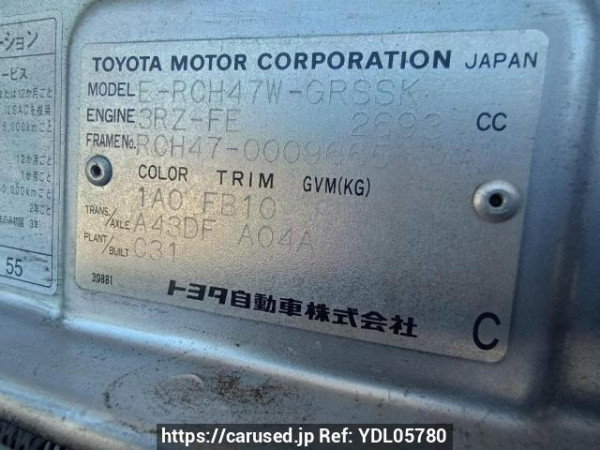 ーション
ービス
55
TOYOTA MOTOR CORPORATION JAPAN
MODEL E-RCH47W-GRSSK
ENGINE 3RZ-FE 2693 CC
FRAME No. RCH47-0009666
COLOR TRIM GVM(KG)
1A0 FB10
TRANS/AXLE A43DF A04A
PLANT/BUILT C31
39881
トヨタ自動車株式会社
C
https://carused.jp Ref: YDL05780